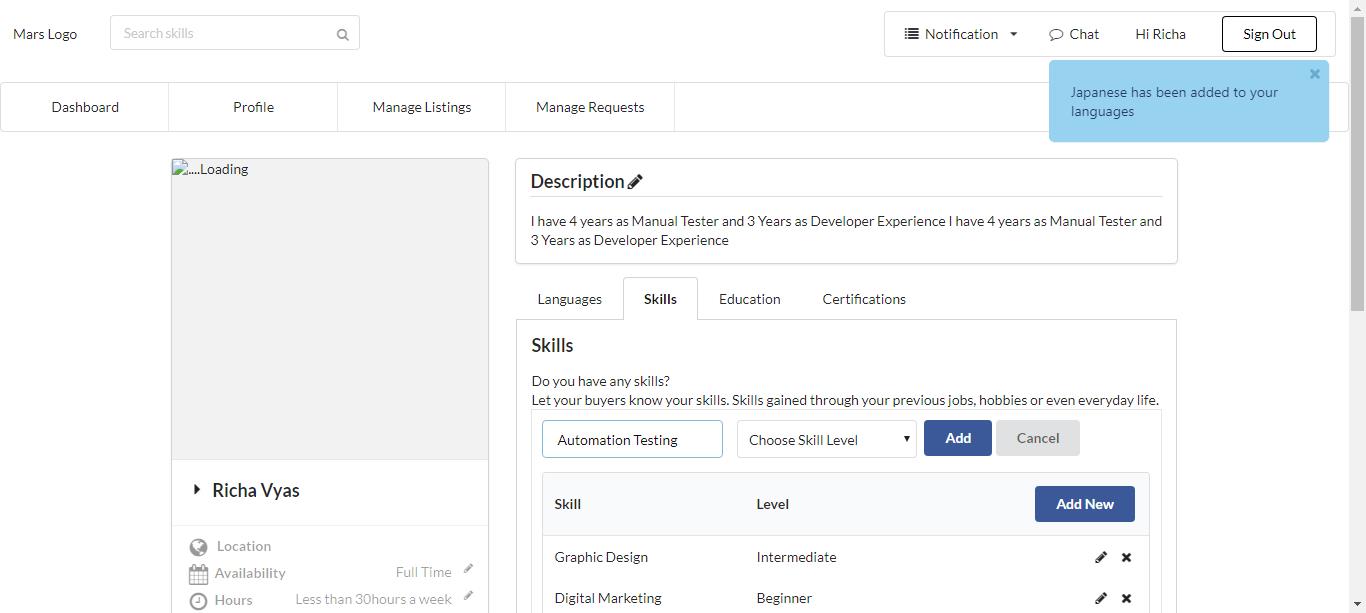 Mars Logo
Search skills
Notification
Chat
Hi Richa
Sign Out
Japanese has been added to your
languages
Dashboard
Profile
Manage Listings
Manage Requests
....Loading
Richa Vyas
Location
Availability
Full Time
Hours
Less than 30hours a week
Description
I have 4 years as Manual Tester and 3 Years as Developer Experience I have 4 years as Manual Tester and
3 Years as Developer Experience
Languages
Skills
Education
Certifications
Skills
Do you have any skills?
Let your buyers know your skills. Skills gained through your previous jobs, hobbies or even everyday life.
Automation Testing
Choose Skill Level
Add
Cancel
Skill
Level
Add New
Graphic Design
Intermediate
Digital Marketing
Beginner